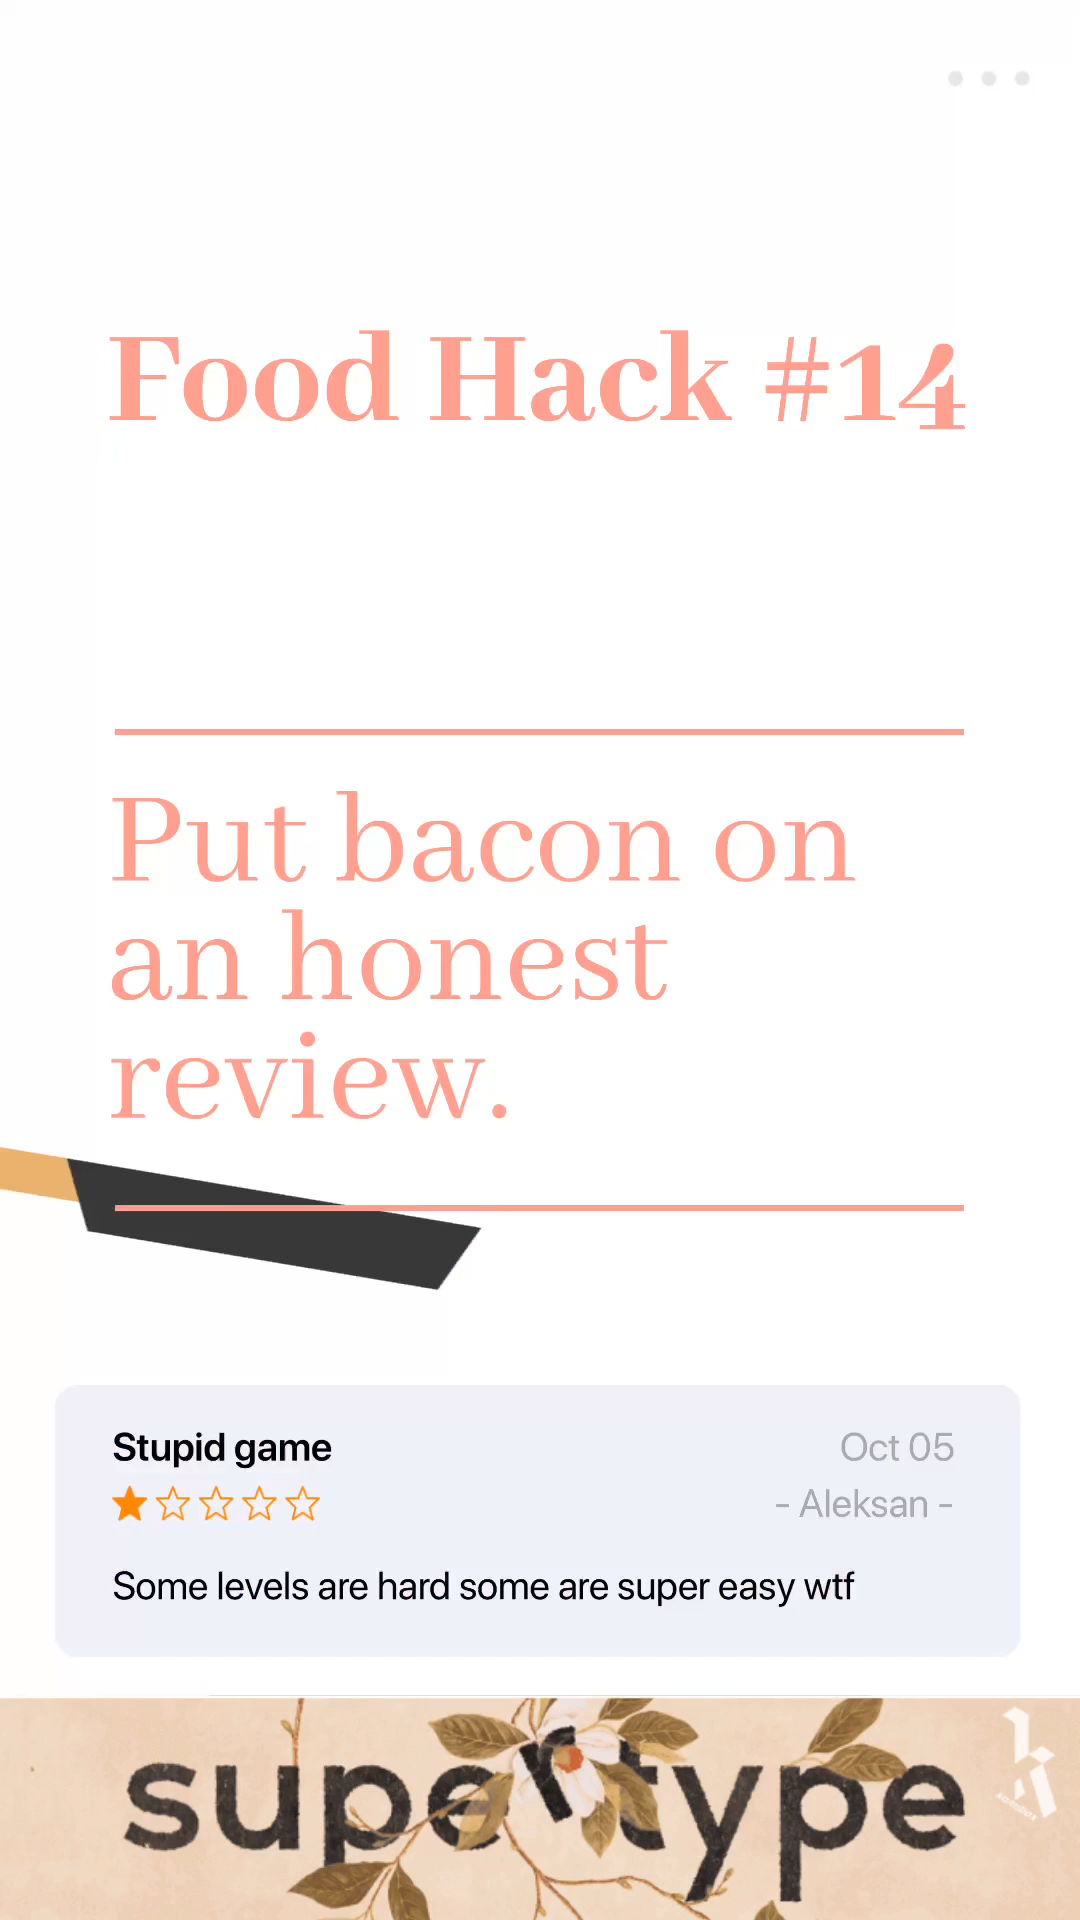 Food Hack #14
Put bacon on
an honest
review.
Stupid game
Oct 05
- Aleksan -
Some levels are hard some are super easy wtf
supertype